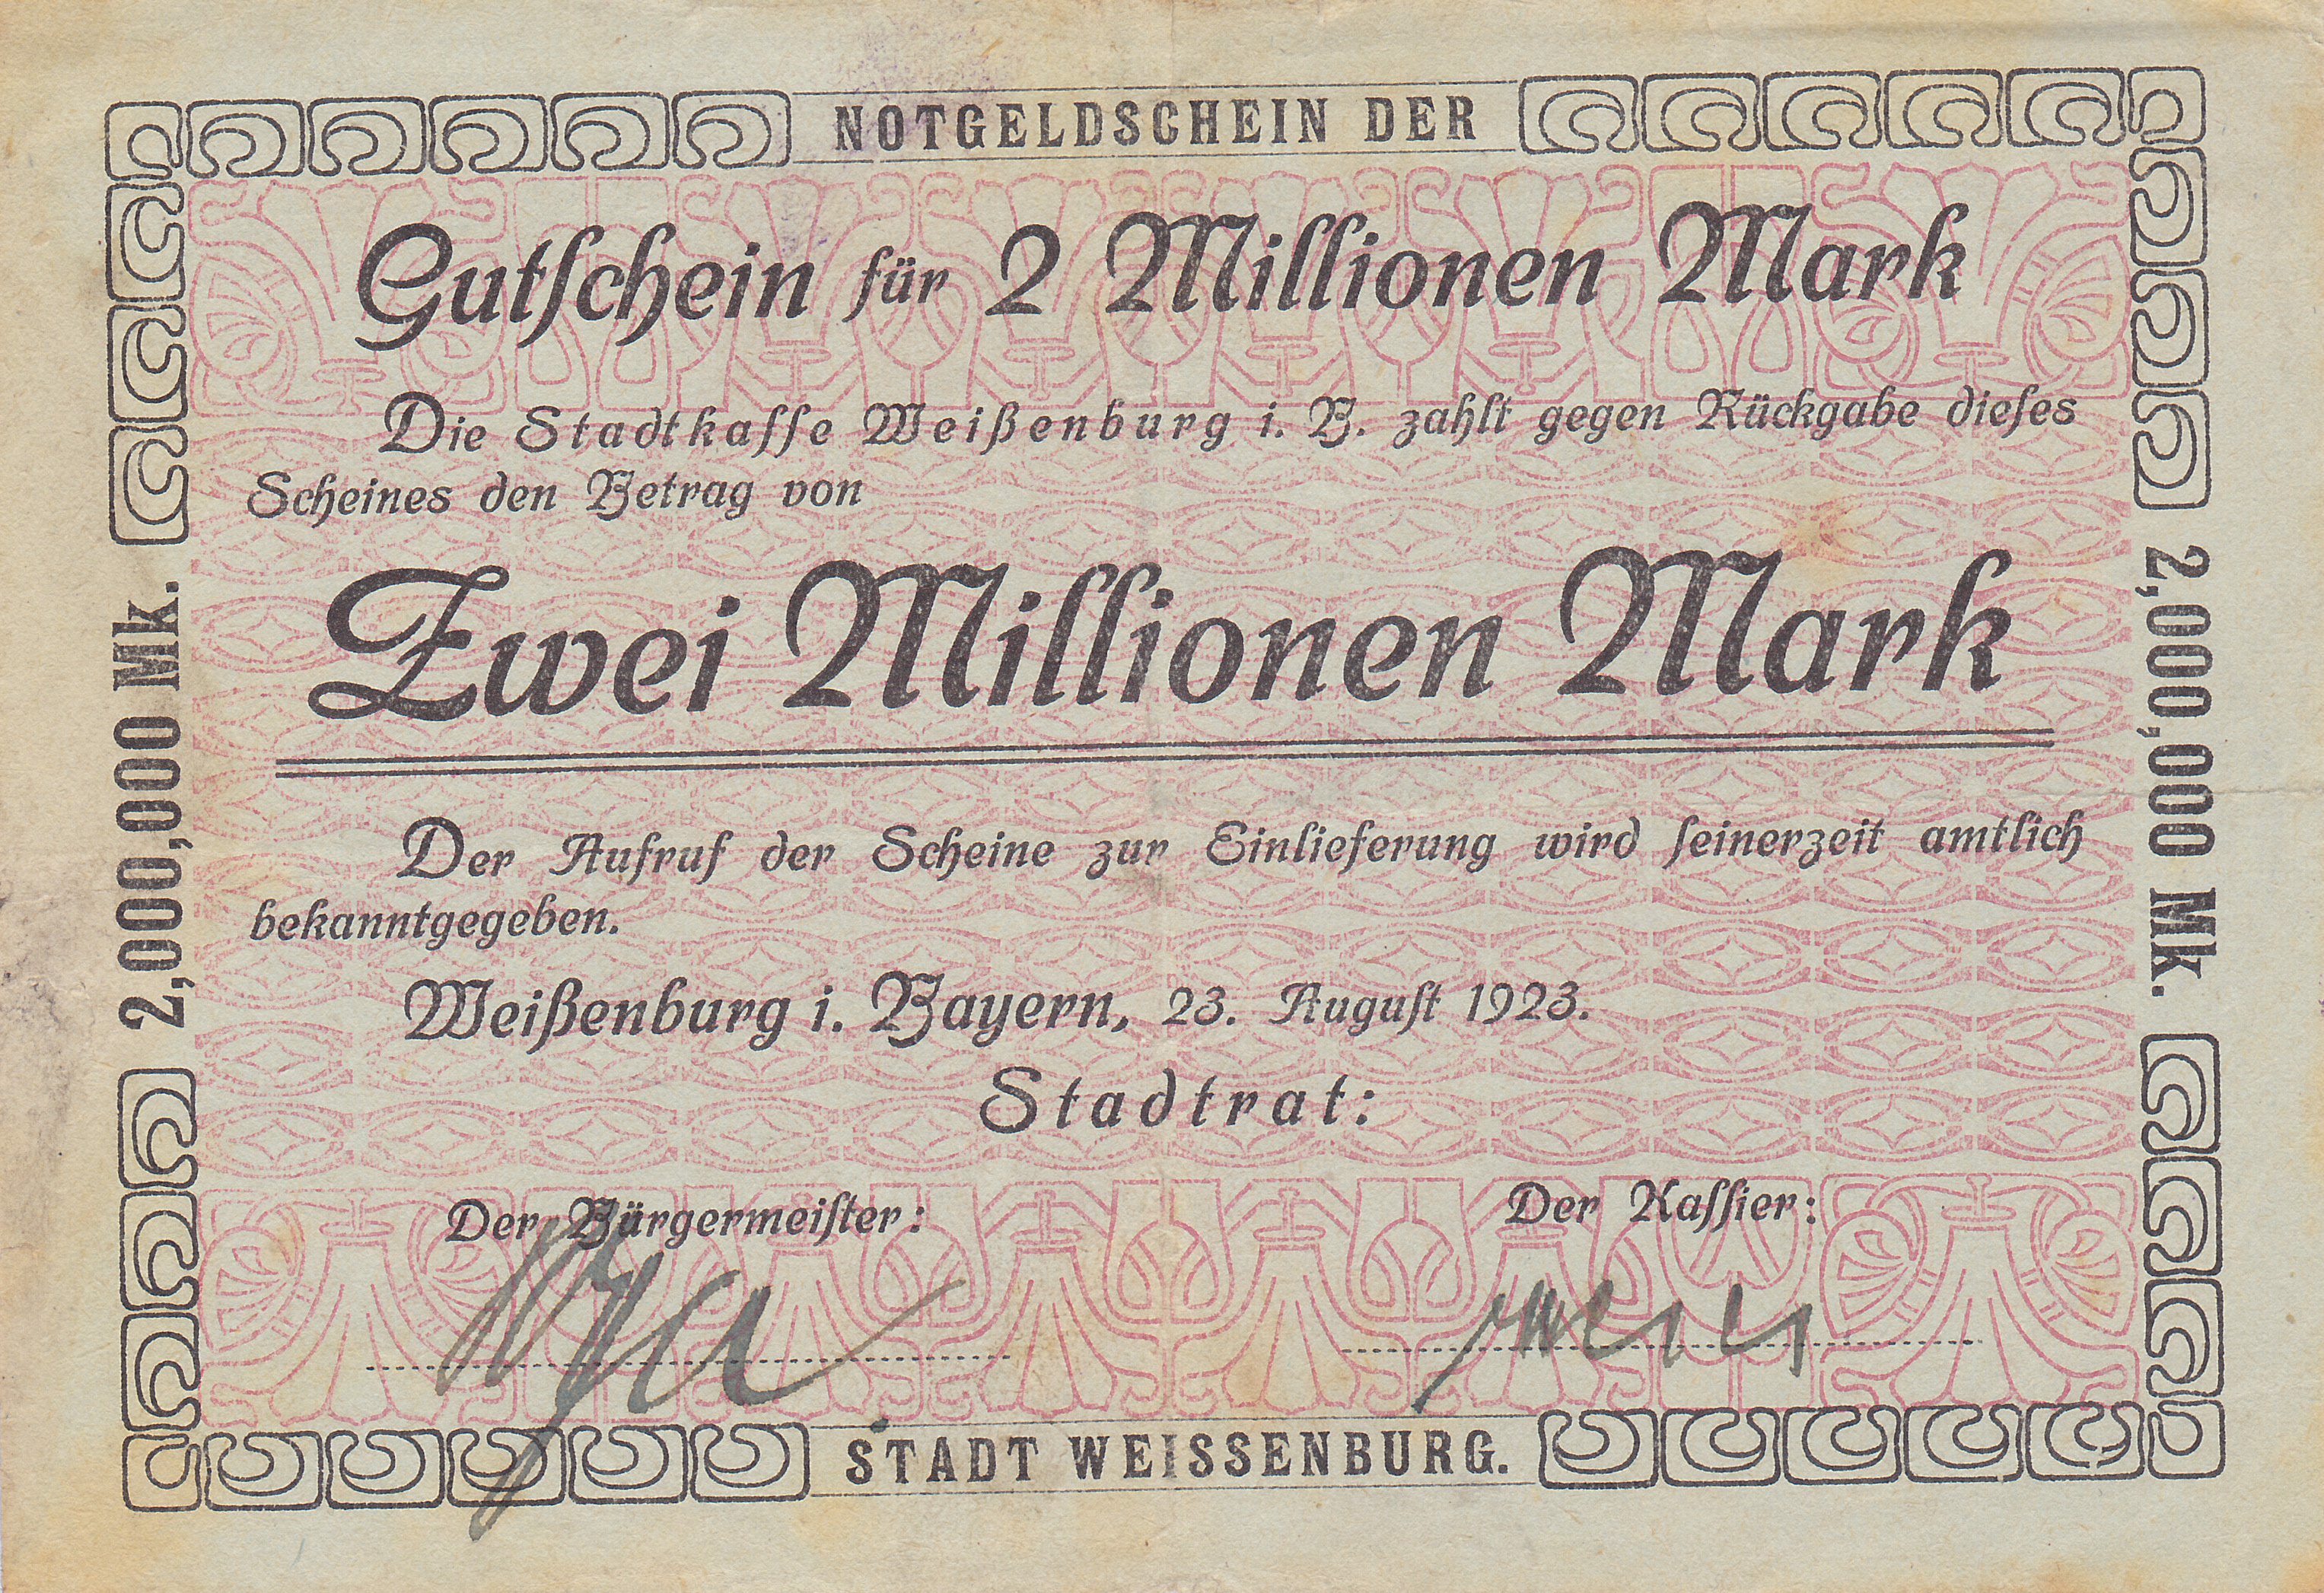 NOTGELDSCHEIN DER
Gutſchein für 2 Millionen Mark
Die Stadtkaſſe Weißenburg i. B. zahlt gegen Rückgabe dieſes
Scheines den Betrag von
Zwei Millionen Mark
2,000,000 Mk.
2,000,000 Mk.
Der Aufruf der Scheine zur Einlieferung wird ſeinerzeit amtlich
bekanntgegeben.
Weißenburg i. Bayern, 23. Auguſt 1923.
Stadtrat:
Der Bürgermeiſter:
Der Kaſſier:
STADT WEISSENBURG.